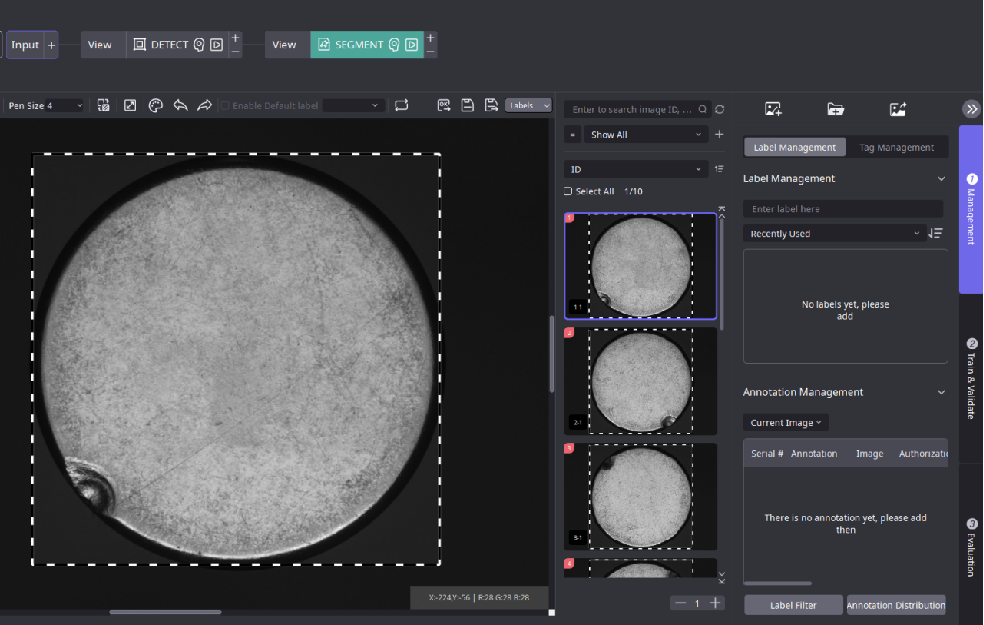 Input +
View DETECT + −
View SEGMENT + −
Pen Size 4
Enable Default label
Labels
Enter to search image ID, ...
Show All
ID
Select All 1/10
1
1-1
2
2-1
3
3-1
4
1
X:-224,Y:-56 | R:28 G:28 B:28
Label Management Tag Management
Label Management
Enter label here
Recently Used
No labels yet, please
add
Annotation Management
Current Image
Serial # Annotation Image Authorizatio
There is no annotation yet, please add
then
Label Filter Annotation Distribution
1 Management
2 Train & Validate
3 Evaluation